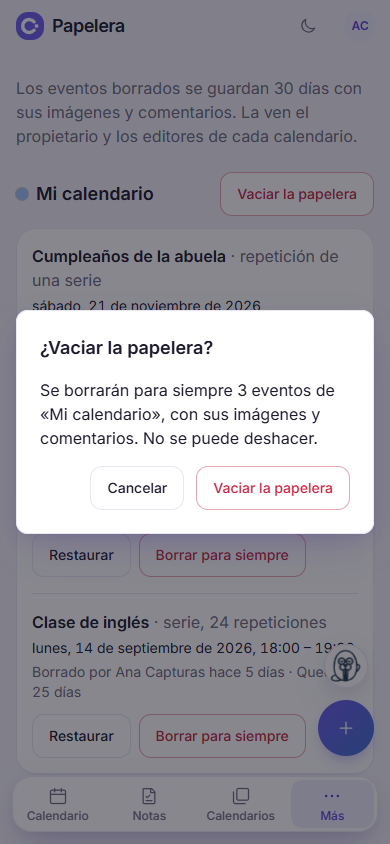 Papelera
AC
Los eventos borrados se guardan 30 días con
sus imágenes y comentarios. La ven el
propietario y los editores de cada calendario.
Mi calendario
Vaciar la papelera
Cumpleaños de la abuela · repetición de
una serie
sábado, 21 de noviembre de 2026
¿Vaciar la papelera?
Se borrarán para siempre 3 eventos de
«Mi calendario», con sus imágenes y
comentarios. No se puede deshacer.
Cancelar
Vaciar la papelera
Restaurar
Borrar para siempre
Clase de inglés · serie, 24 repeticiones
lunes, 14 de septiembre de 2026, 18:00 –
Borrado por Ana Capturas hace 5 días ·
25 días
Restaurar
Borrar para siempre
Calendario
Notas
Calendarios
Más